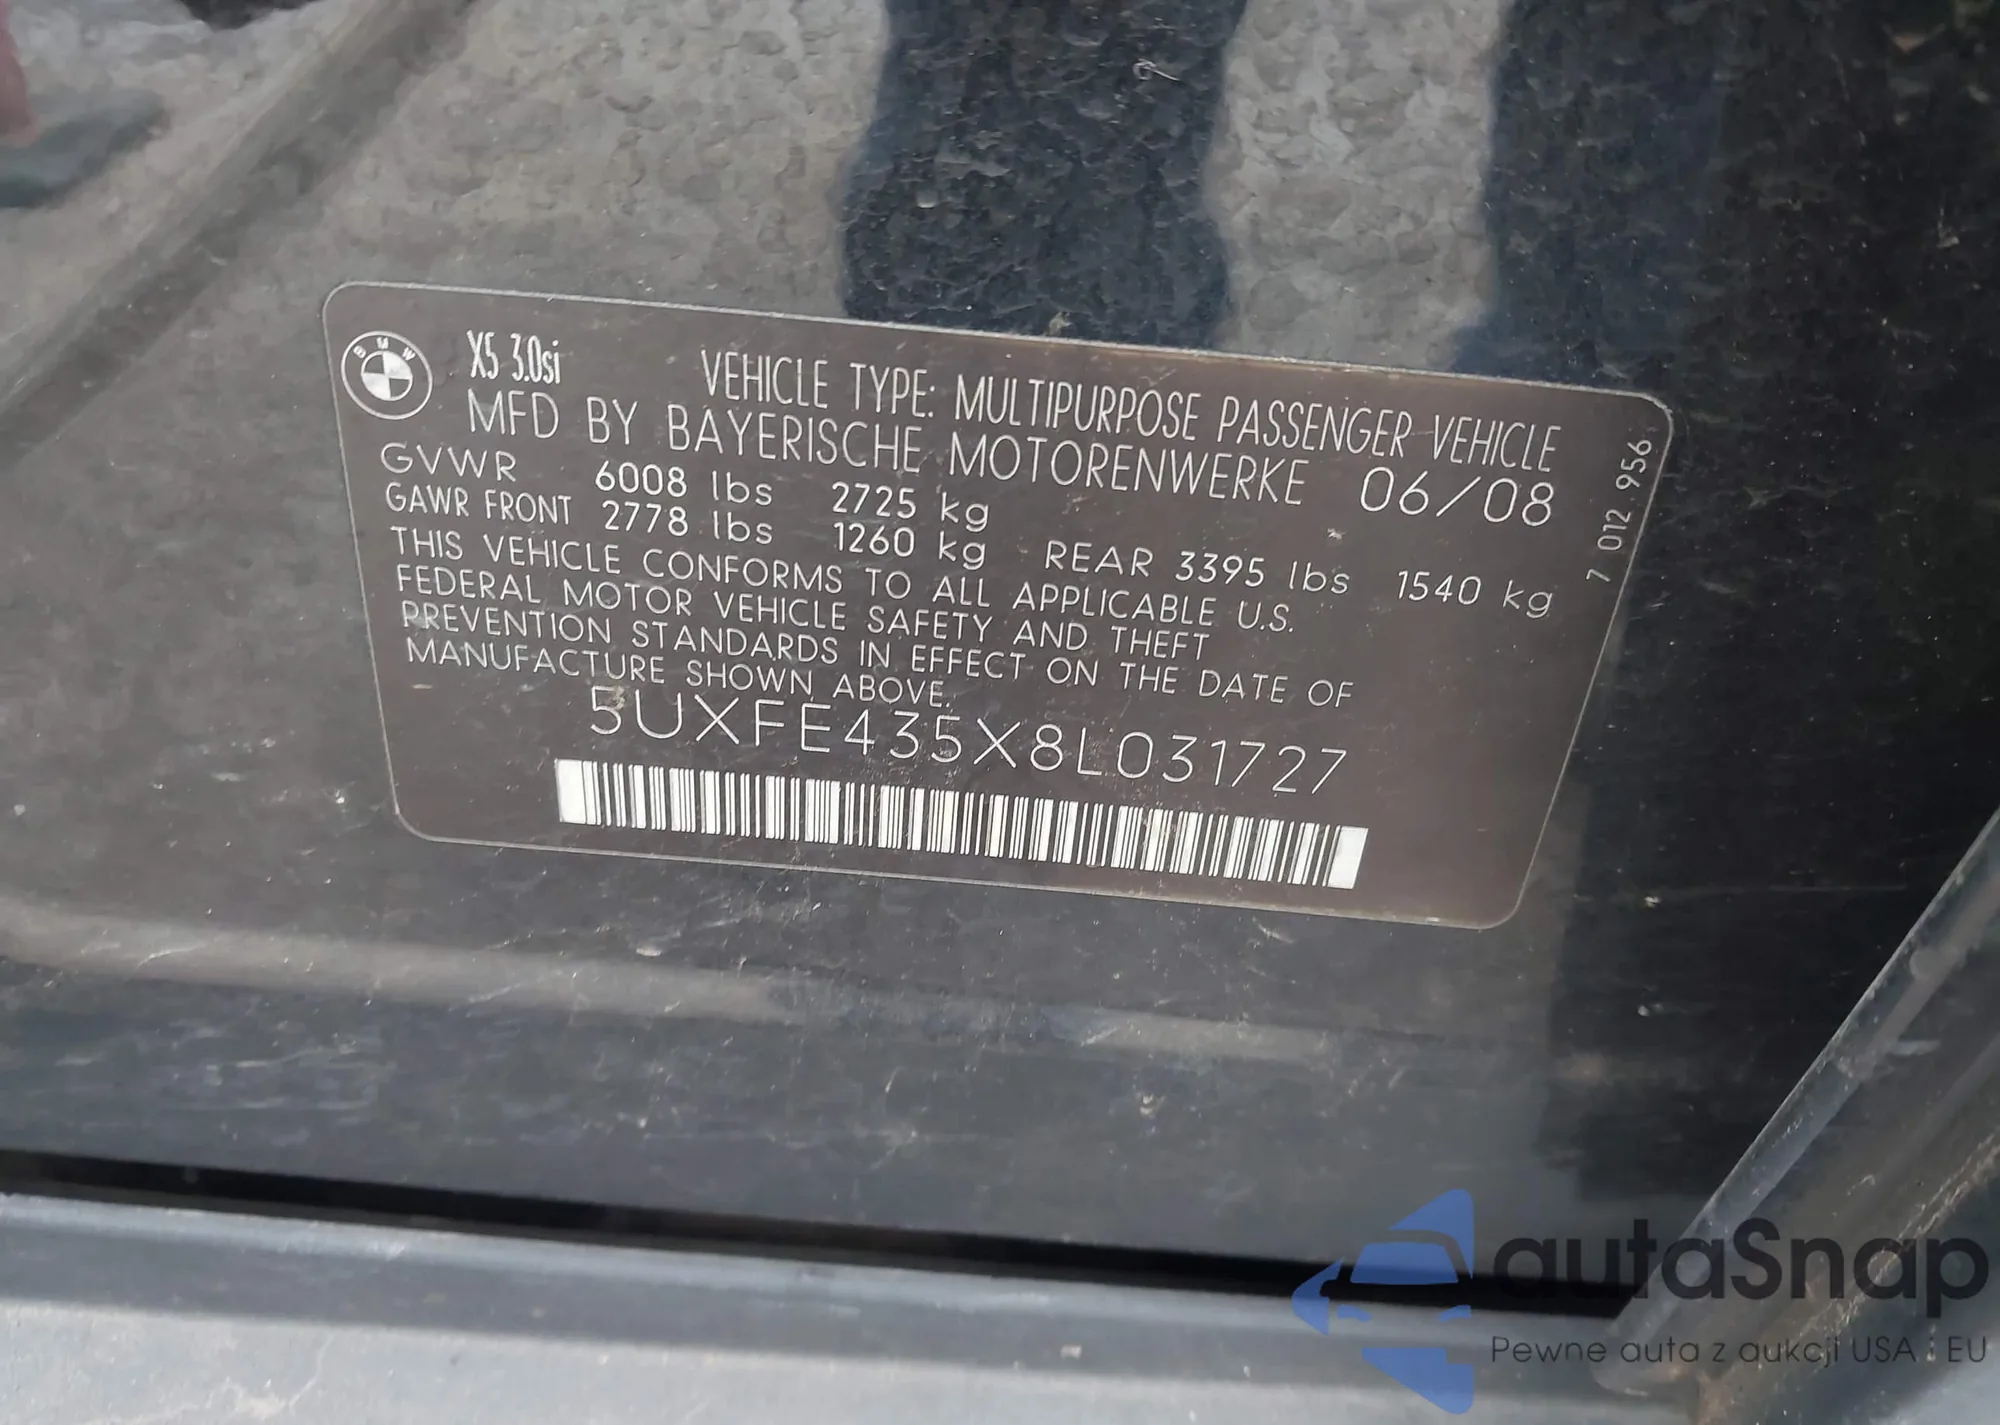 BMW
X5 3.0si
VEHICLE TYPE: MULTIPURPOSE PASSENGER VEHICLE
MFD BY BAYERISCHE MOTORENWERKE 06/08
GVWR 6008 lbs 2725 kg
GAWR FRONT 2778 lbs 1260 kg - REAR 3395 lbs 1540 kg
THIS VEHICLE CONFORMS TO ALL APPLICABLE U.S.
FEDERAL MOTOR VEHICLE SAFETY AND THEFT
PREVENTION STANDARDS IN EFFECT ON THE DATE OF
MANUFACTURE SHOWN ABOVE.
5UXFE435X8L031727
7 012 956
autaSnap
Pewne auta z aukcji USA i EU